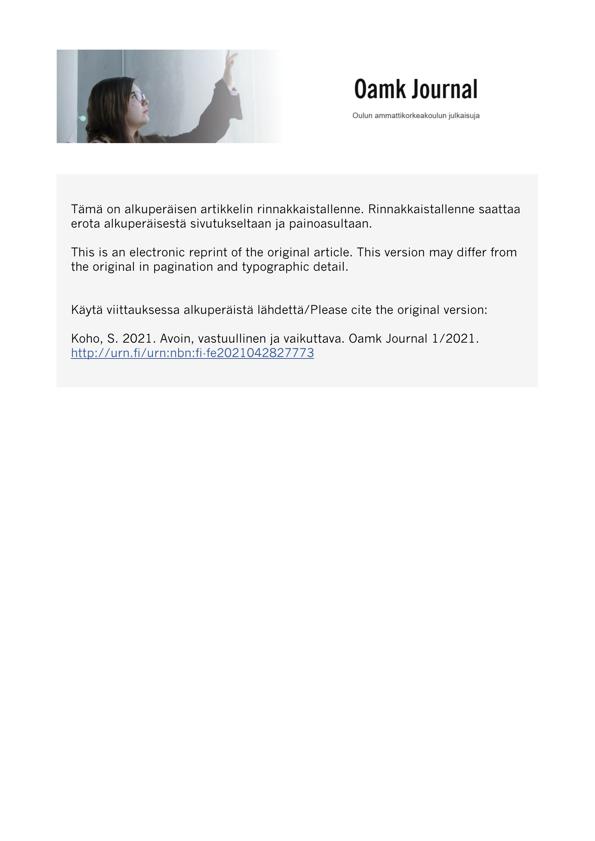 Oamk Journal
Oulun ammattikorkeakoulun julkaisuja
Tämä on alkuperäisen artikkelin rinnakkaistallenne. Rinnakkaistallenne saattaa
erota alkuperäisestä sivutukseltaan ja painoasultaan.
This is an electronic reprint of the original article. This version may differ from
the original in pagination and typographic detail.
Käytä viittauksessa alkuperäistä lähdettä/Please cite the original version:
Koho, S. 2021. Avoin, vastuullinen ja vaikuttava. Oamk Journal 1/2021.
http://urn.fi/urn:nbn:fi-fe2021042827773